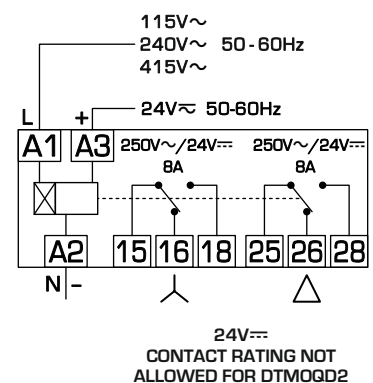 115V~
240V~ 50-60Hz
415V~
L + 24V⎓ 50-60Hz
A1 A3 250V~/24V⎓ 250V~/24V⎓
8A 8A
A2 15 16 18 25 26 28
N -
24V⎓
CONTACT RATING NOT
ALLOWED FOR DTMOQD2